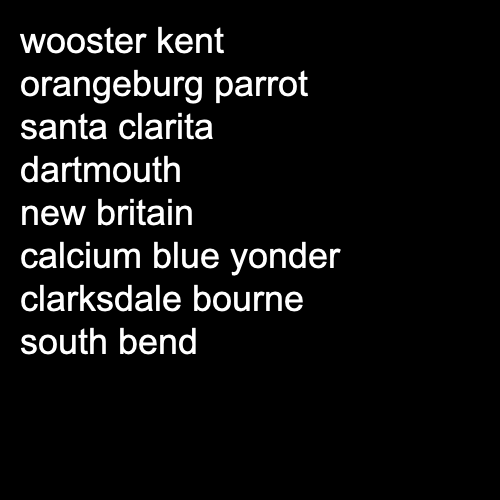 wooster kent
orangeburg parrot
santa clarita
dartmouth
new britain
calcium blue yonder
clarksdale bourne
south bend